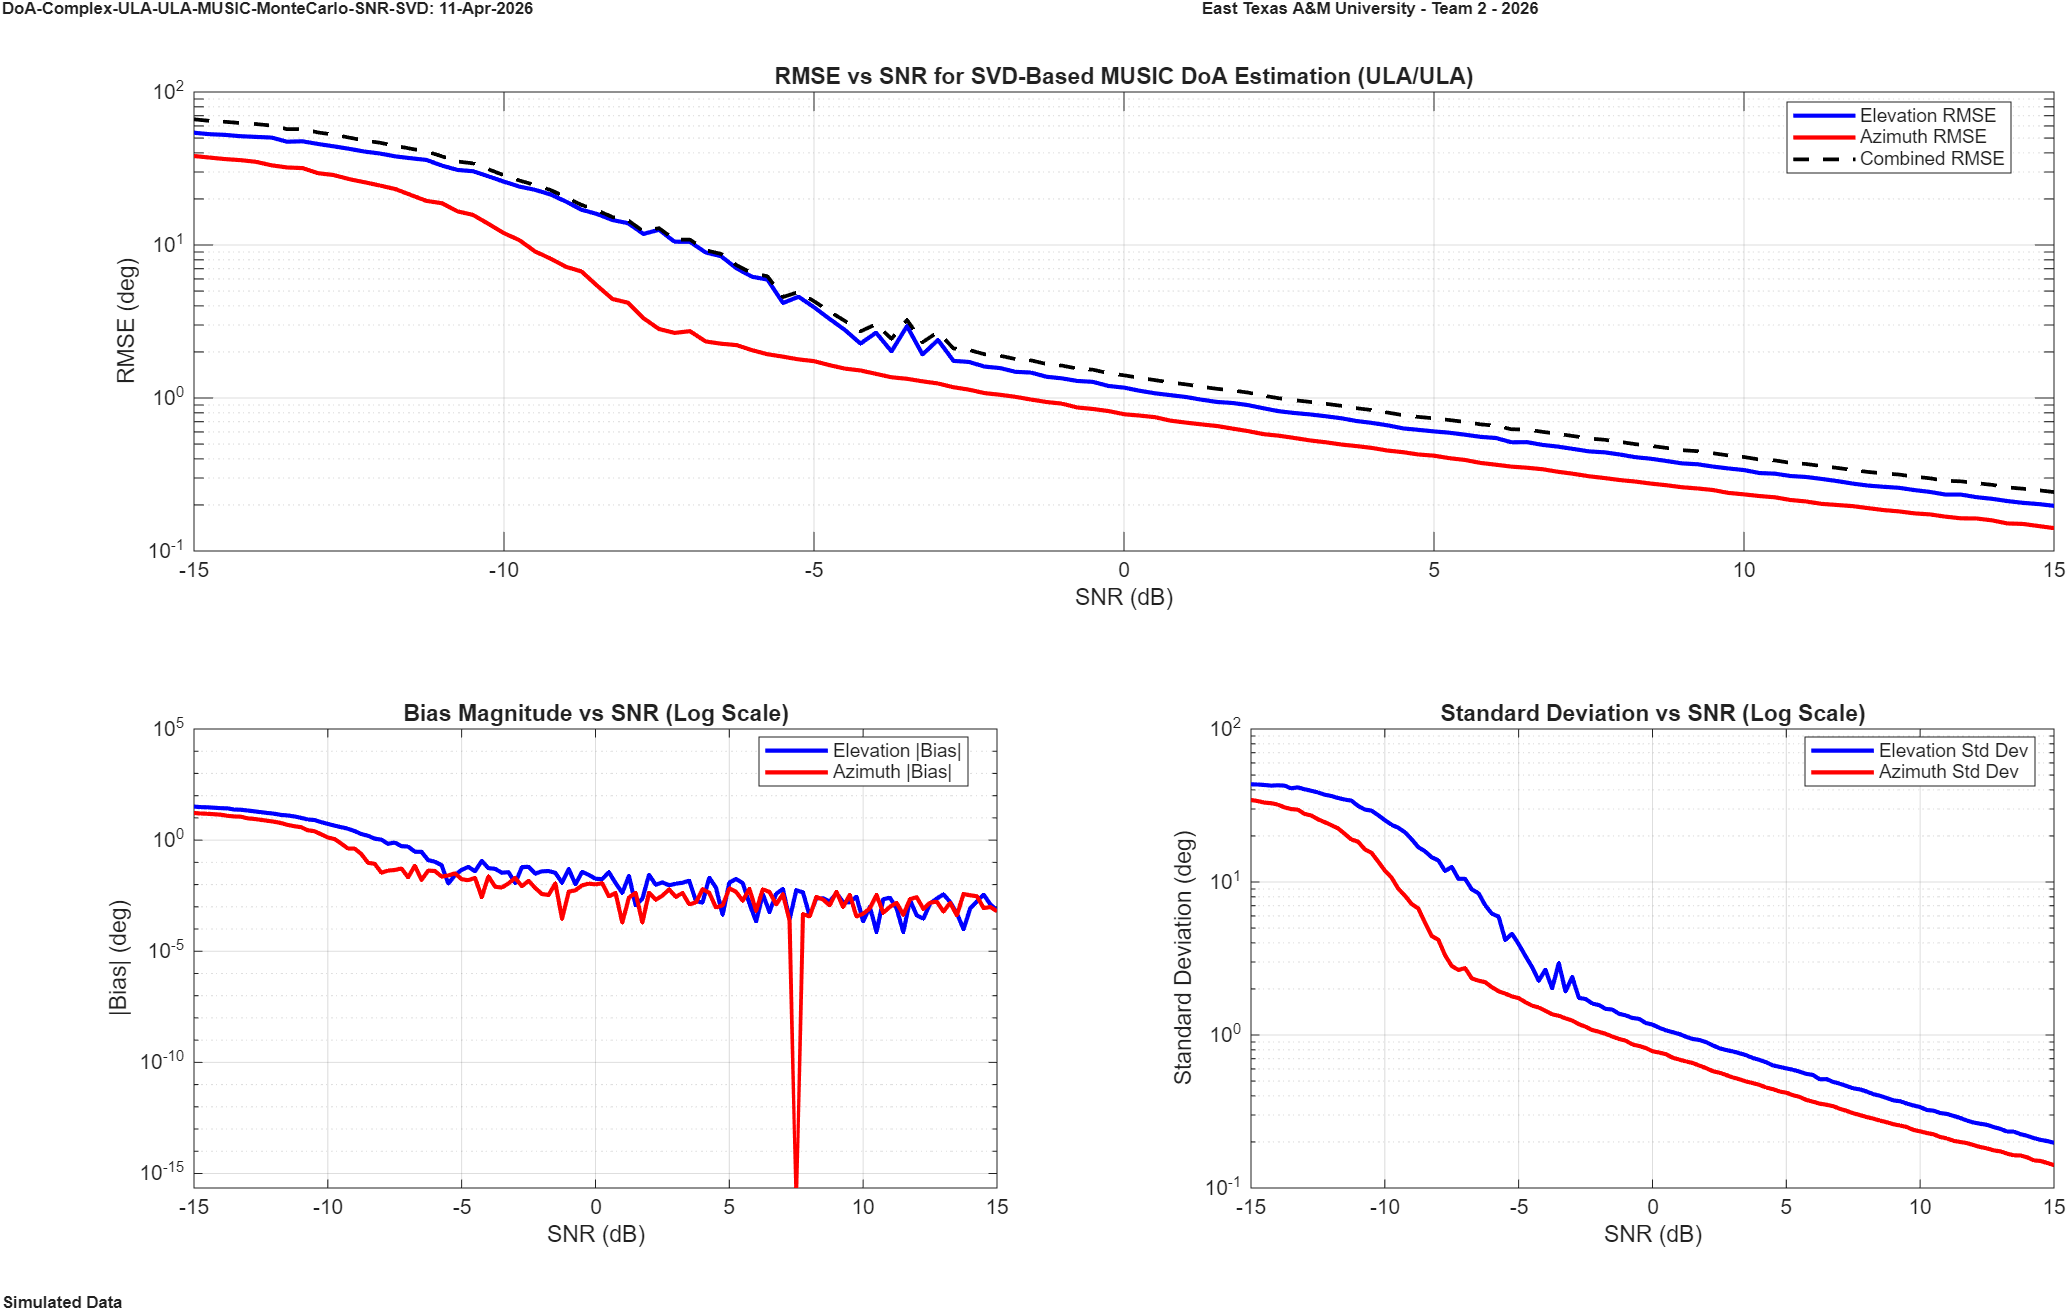 DoA-Complex-ULA-ULA-MUSIC-MonteCarlo-SNR-SVD: 11-Apr-2026
East Texas A&M University - Team 2 - 2026
RMSE vs SNR for SVD-Based MUSIC DoA Estimation (ULA/ULA)
Elevation RMSE
Azimuth RMSE
Combined RMSE
RMSE (deg)
10^2
10^1
10^0
10^-1
-15 -10 -5 0 5 10 15
SNR (dB)
Bias Magnitude vs SNR (Log Scale)
Elevation |Bias|
Azimuth |Bias|
|Bias| (deg)
10^5
10^0
10^-5
10^-10
10^-15
-15 -10 -5 0 5 10 15
SNR (dB)
Standard Deviation vs SNR (Log Scale)
Elevation Std Dev
Azimuth Std Dev
Standard Deviation (deg)
10^2
10^1
10^0
10^-1
-15 -10 -5 0 5 10 15
SNR (dB)
Simulated Data